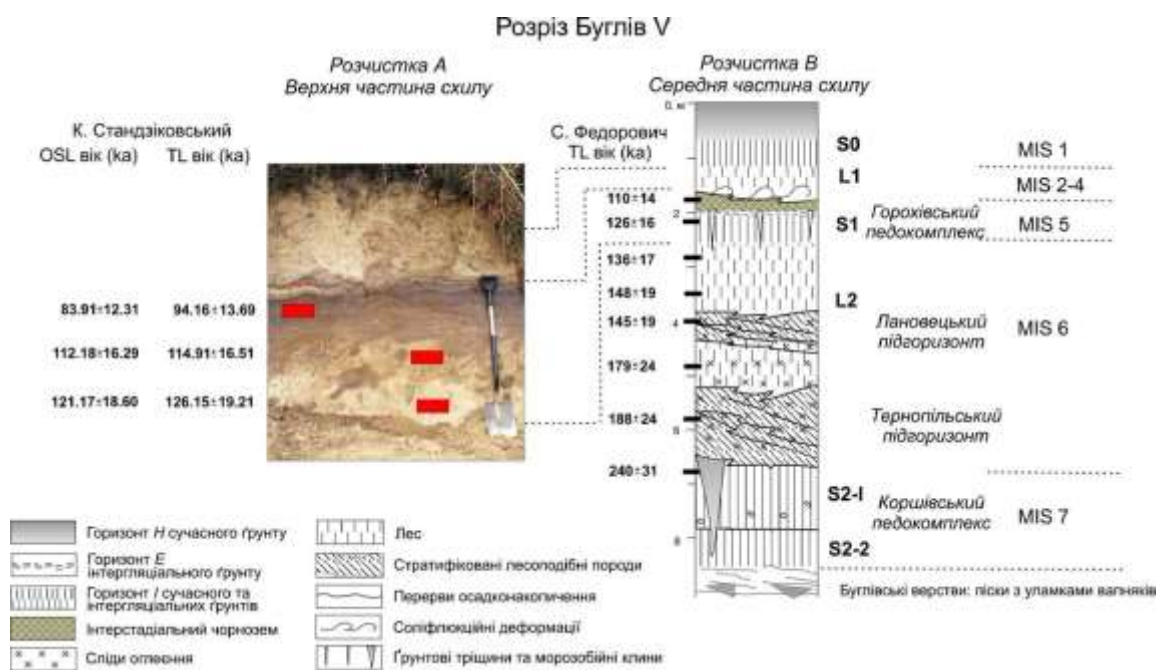 Розріз Буглів V
Розчистка А
Верхня частина схилу
К. Стандзіковський
OSL вік (ka) TL вік (ka)
83.91±12.31 94.16±13.69
112.18±16.29 114.91±16.51
121.17±18.60 126.15±19.21
Розчистка В
Середня частина схилу
С. Федорович
TL вік (ka)
0, м
110±14
2
126±16
136±17
148±19
145±19
4
179±24
188±24
6
240±31
8
S0
L1
S1
L2
S2-I
S2-2
Горохівський
педокомплекс
Лановецький
підгоризонт
Тернопільський
підгоризонт
Коршівський
педокомплекс
MIS 1
MIS 2-4
MIS 5
MIS 6
MIS 7
Буглівські верстви: піски з уламками вапняків
Горизонт H сучасного ґрунту
Горизонт E
інтергляціального ґрунту
Горизонт I сучасного та
інтергляціальних ґрунтів
Інтерстадіальний чорнозем
Сліди оглеєння
Лес
Стратифіковані лесоподібні породи
Перерви осадконакопичення
Соліфлюкційні деформації
Ґрунтові тріщини та морозобійні клини